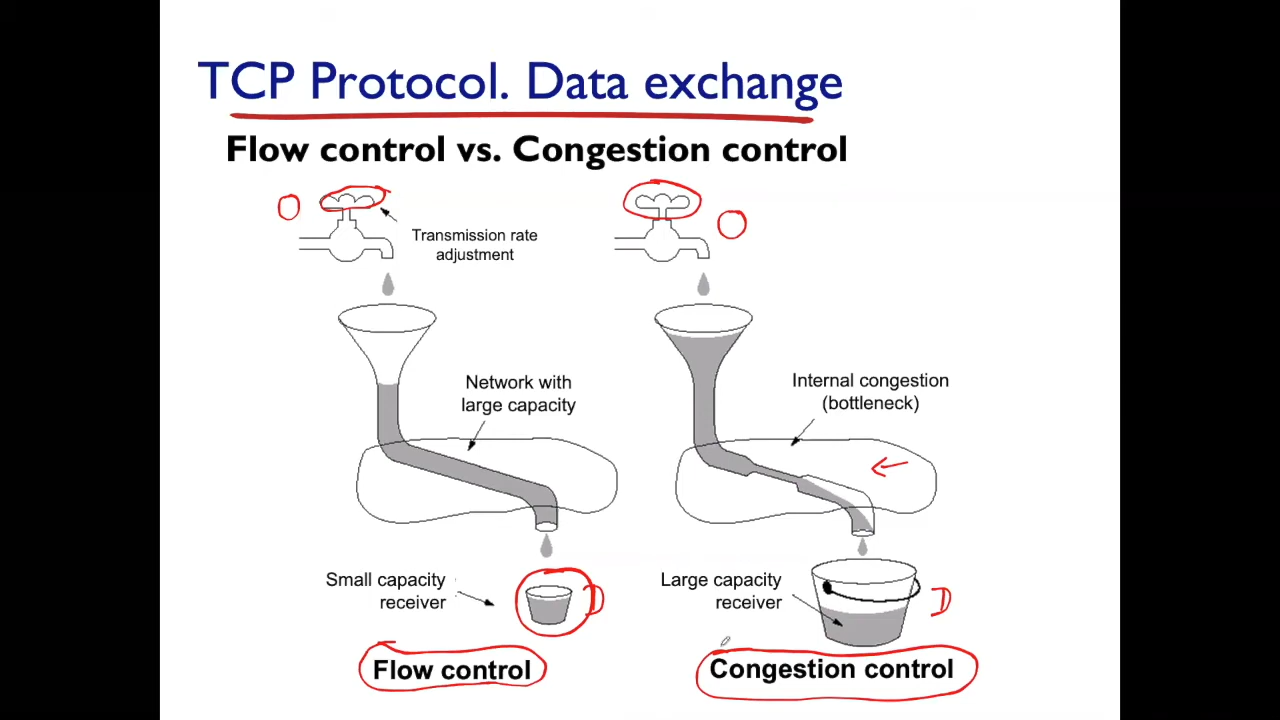 TCP Protocol. Data exchange
Flow control vs. Congestion control
Transmission rate
adjustment
Network with
large capacity
Internal congestion
(bottleneck)
Small capacity
receiver
D
Large capacity
receiver
D
Flow control
Congestion control